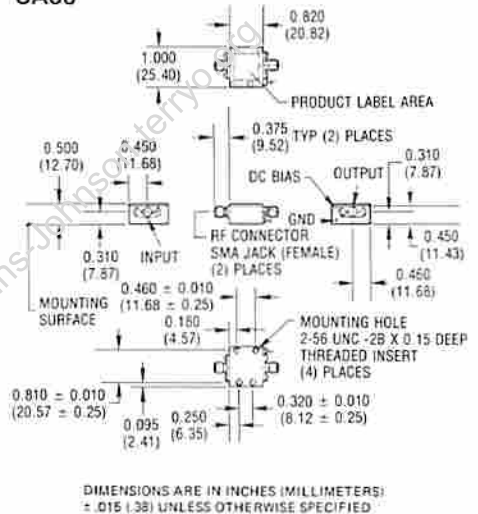 0.820
(20.82)
1.000
(25.40)
PRODUCT LABEL AREA
0.375 TYP (2) PLACES
(9.52)
0.500
(12.70)
0.450
(11.68)
DC BIAS
OUTPUT
0.310
(7.87)
GND
RF CONNECTOR
SMA JACK (FEMALE)
(2) PLACES
0.310
(7.87)
INPUT
0.450
(11.43)
0.460
(11.68)
MOUNTING
SURFACE
0.460 ± 0.010
(11.68 ± 0.25)
0.180
(4.57)
MOUNTING HOLE
2-56 UNC -2B X 0.15 DEEP
THREADED INSERT
(4) PLACES
0.810 ± 0.010
(20.57 ± 0.25)
0.095
(2.41)
0.250
(6.35)
0.320 ± 0.010
(8.12 ± 0.25)
DIMENSIONS ARE IN INCHES (MILLIMETERS)
± .015 (.38) UNLESS OTHERWISE SPECIFIED